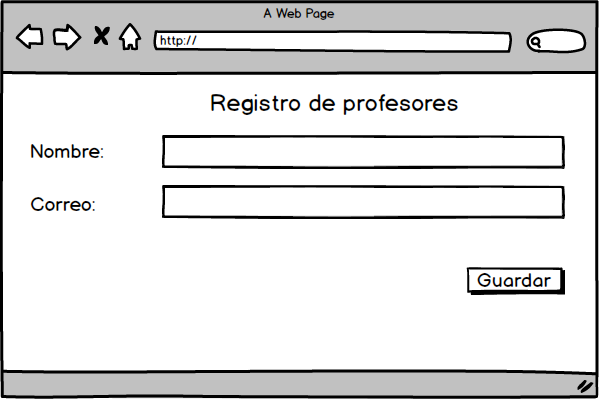 A Web Page
http://
Registro de profesores
Nombre:
Correo:
Guardar